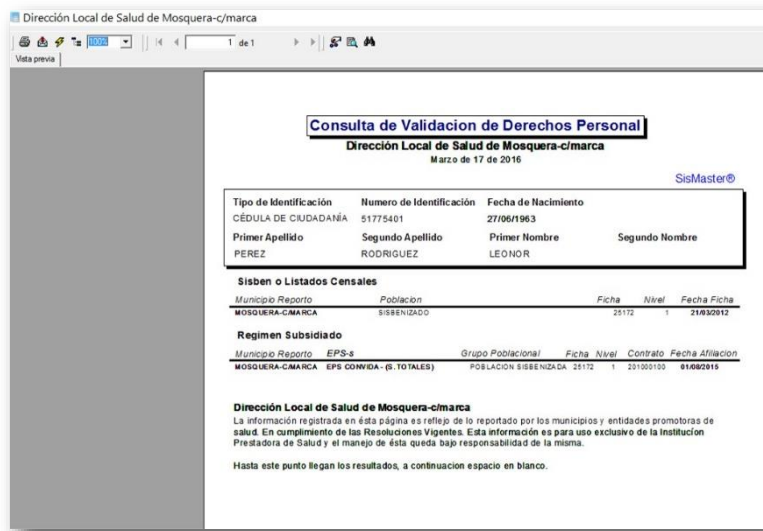 Dirección Local de Salud de Mosquera-c/marca
100% 1 de 1
Vista previa
Consulta de Validacion de Derechos Personal
Dirección Local de Salud de Mosquera-c/marca
Marzo de 17 de 2016
SisMaster®
Tipo de Identificación Numero de Identificación Fecha de Nacimiento
CÉDULA DE CIUDADANÍA 51775401 27/06/1963
Primer Apellido Segundo Apellido Primer Nombre Segundo Nombre
PEREZ RODRIGUEZ LEONOR
Sisben o Listados Censales
Municipio Reporto Poblacion Ficha Nivel Fecha Ficha
MOSQUERA-C/MARCA SISBENIZADO 25172 1 21/03/2012
Regimen Subsidiado
Municipio Reporto EPS-s Grupo Poblacional Ficha Nivel Contrato Fecha Afiliacion
MOSQUERA-C/MARCA EPS CONVIDA - (S. TOTALES) POBLACION SISBENIZADA 25172 1 201000100 01/08/2015
Dirección Local de Salud de Mosquera-c/marca
La información registrada en ésta página es reflejo de lo reportado por los municipios y entidades promotoras de
salud. En cumplimiento de las Resoluciones Vigentes. Esta información es para uso exclusivo de la Institucíon
Prestadora de Salud y el manejo de ésta queda bajo responsabilidad de la misma.
Hasta este punto llegan los resultados, a continuacion espacio en blanco.